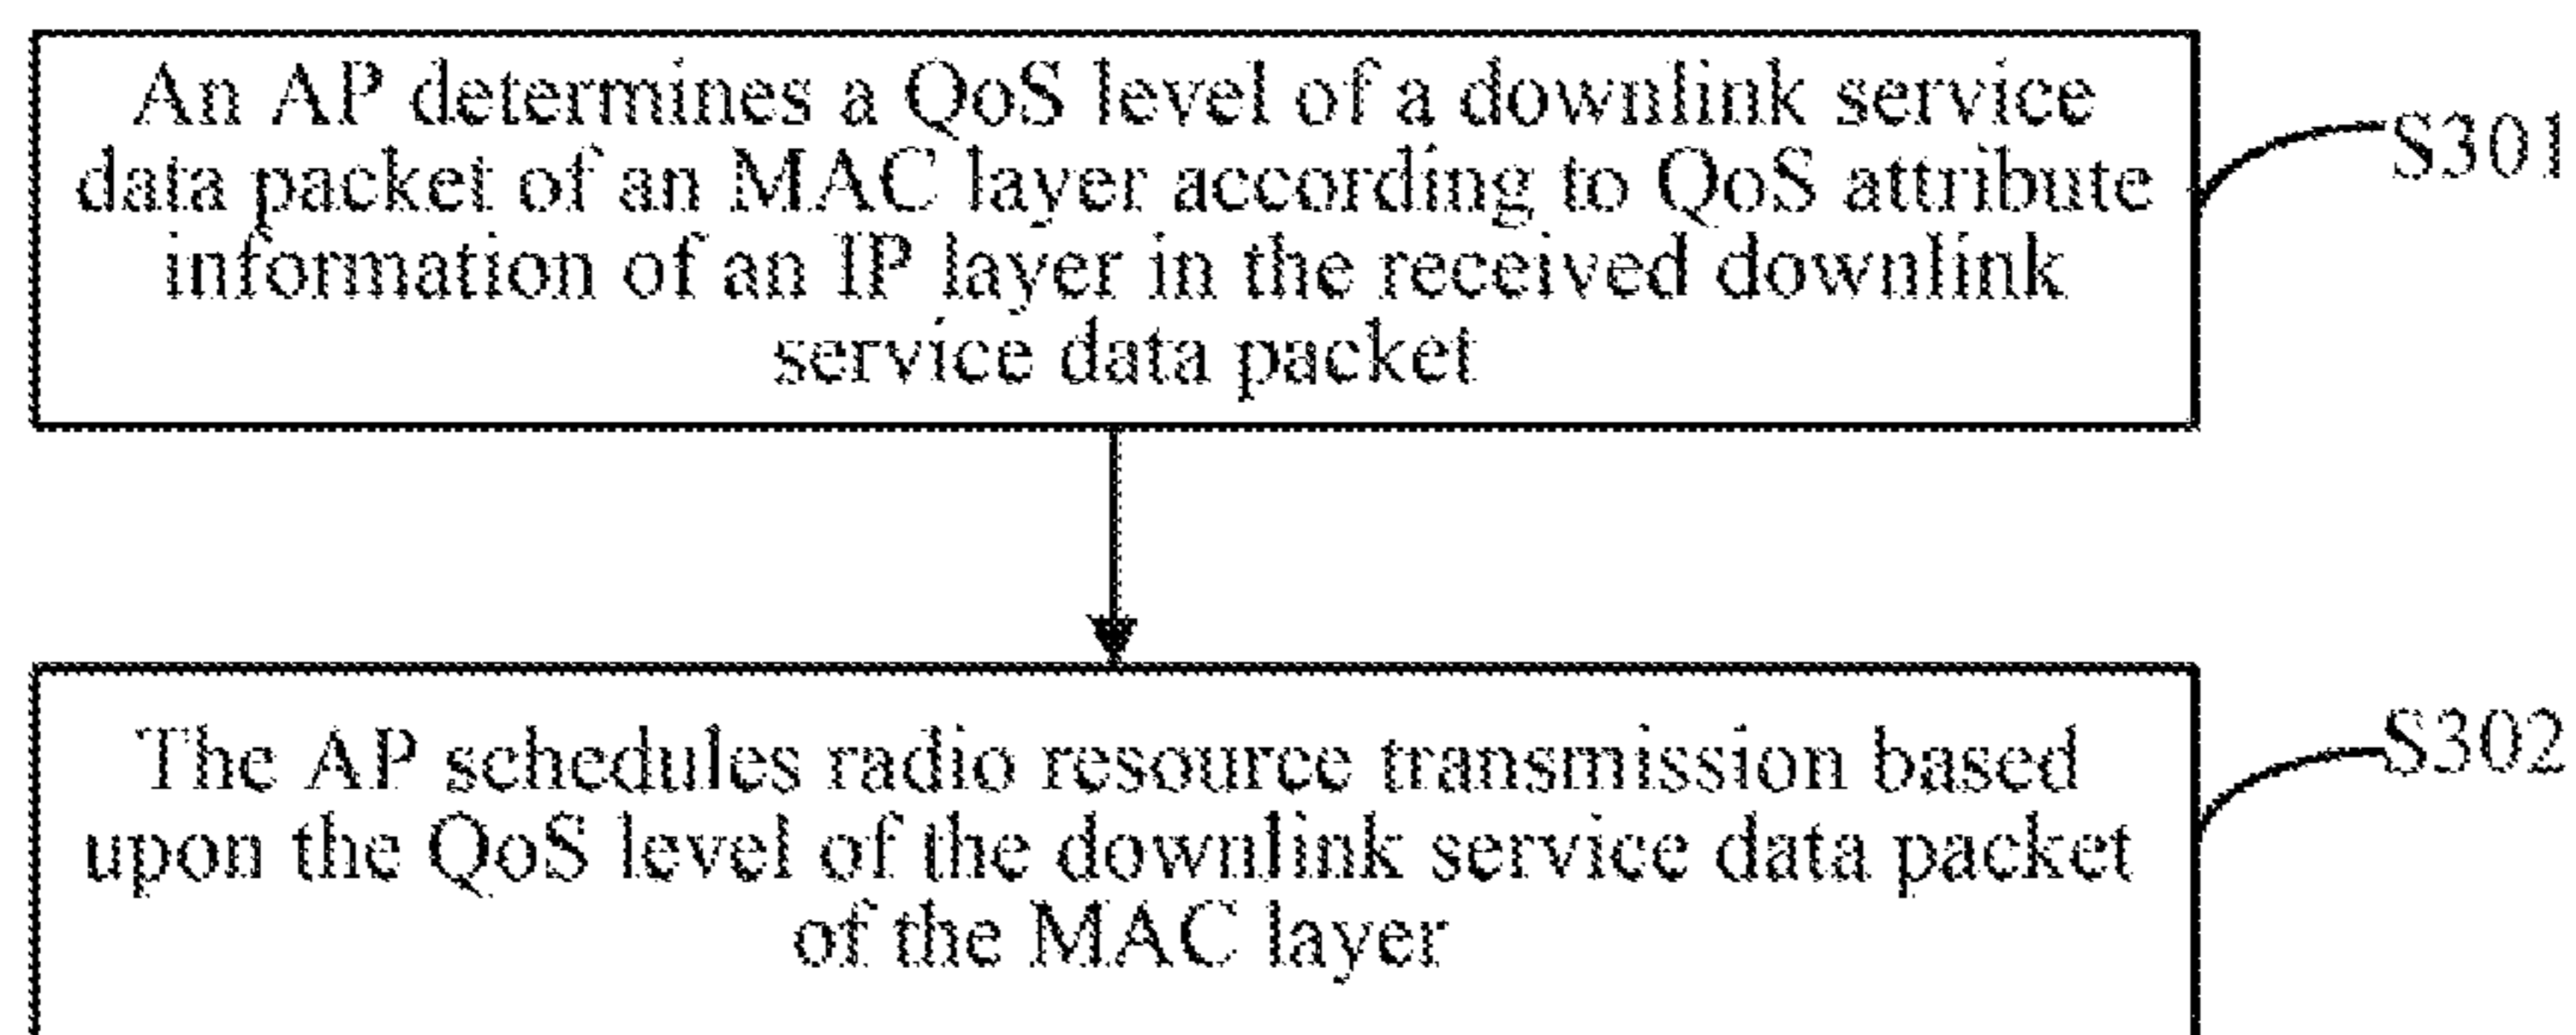 An AP determines a QoS level of a downlink service
data packet of an MAC layer according to QoS attribute
information of an IP layer in the received downlink
service data packet
S301
The AP schedules radio resource transmission based
upon the QoS level of the downlink service data packet
of the MAC layer
S302